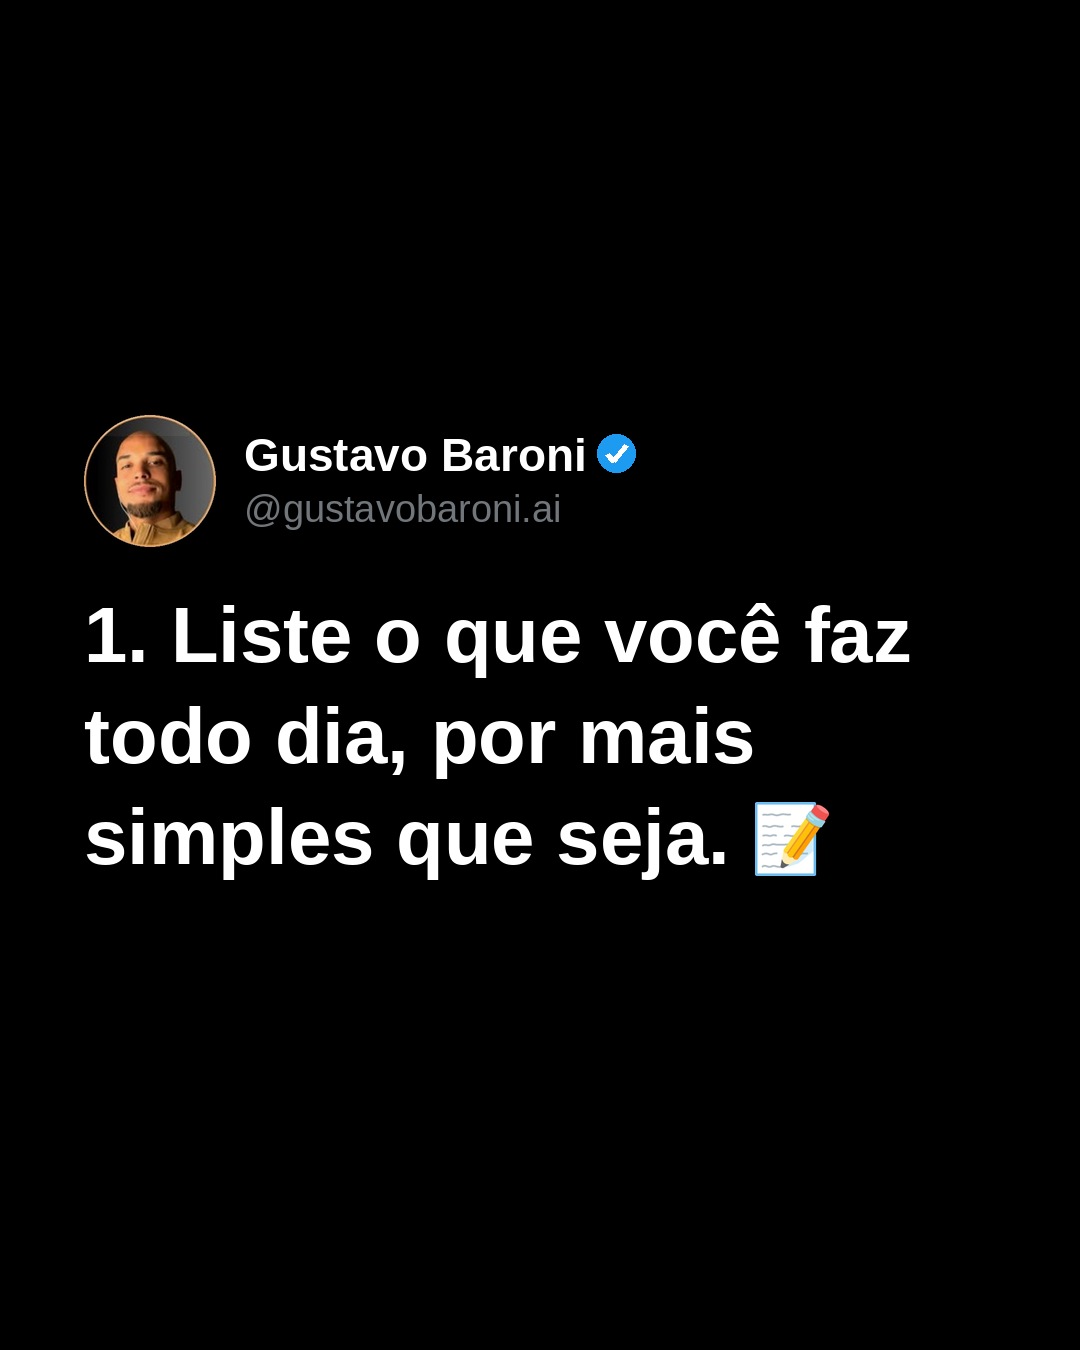 Gustavo Baroni
@gustavobaroni.ai
1. Liste o que você faz
todo dia, por mais
simples que seja. 📝